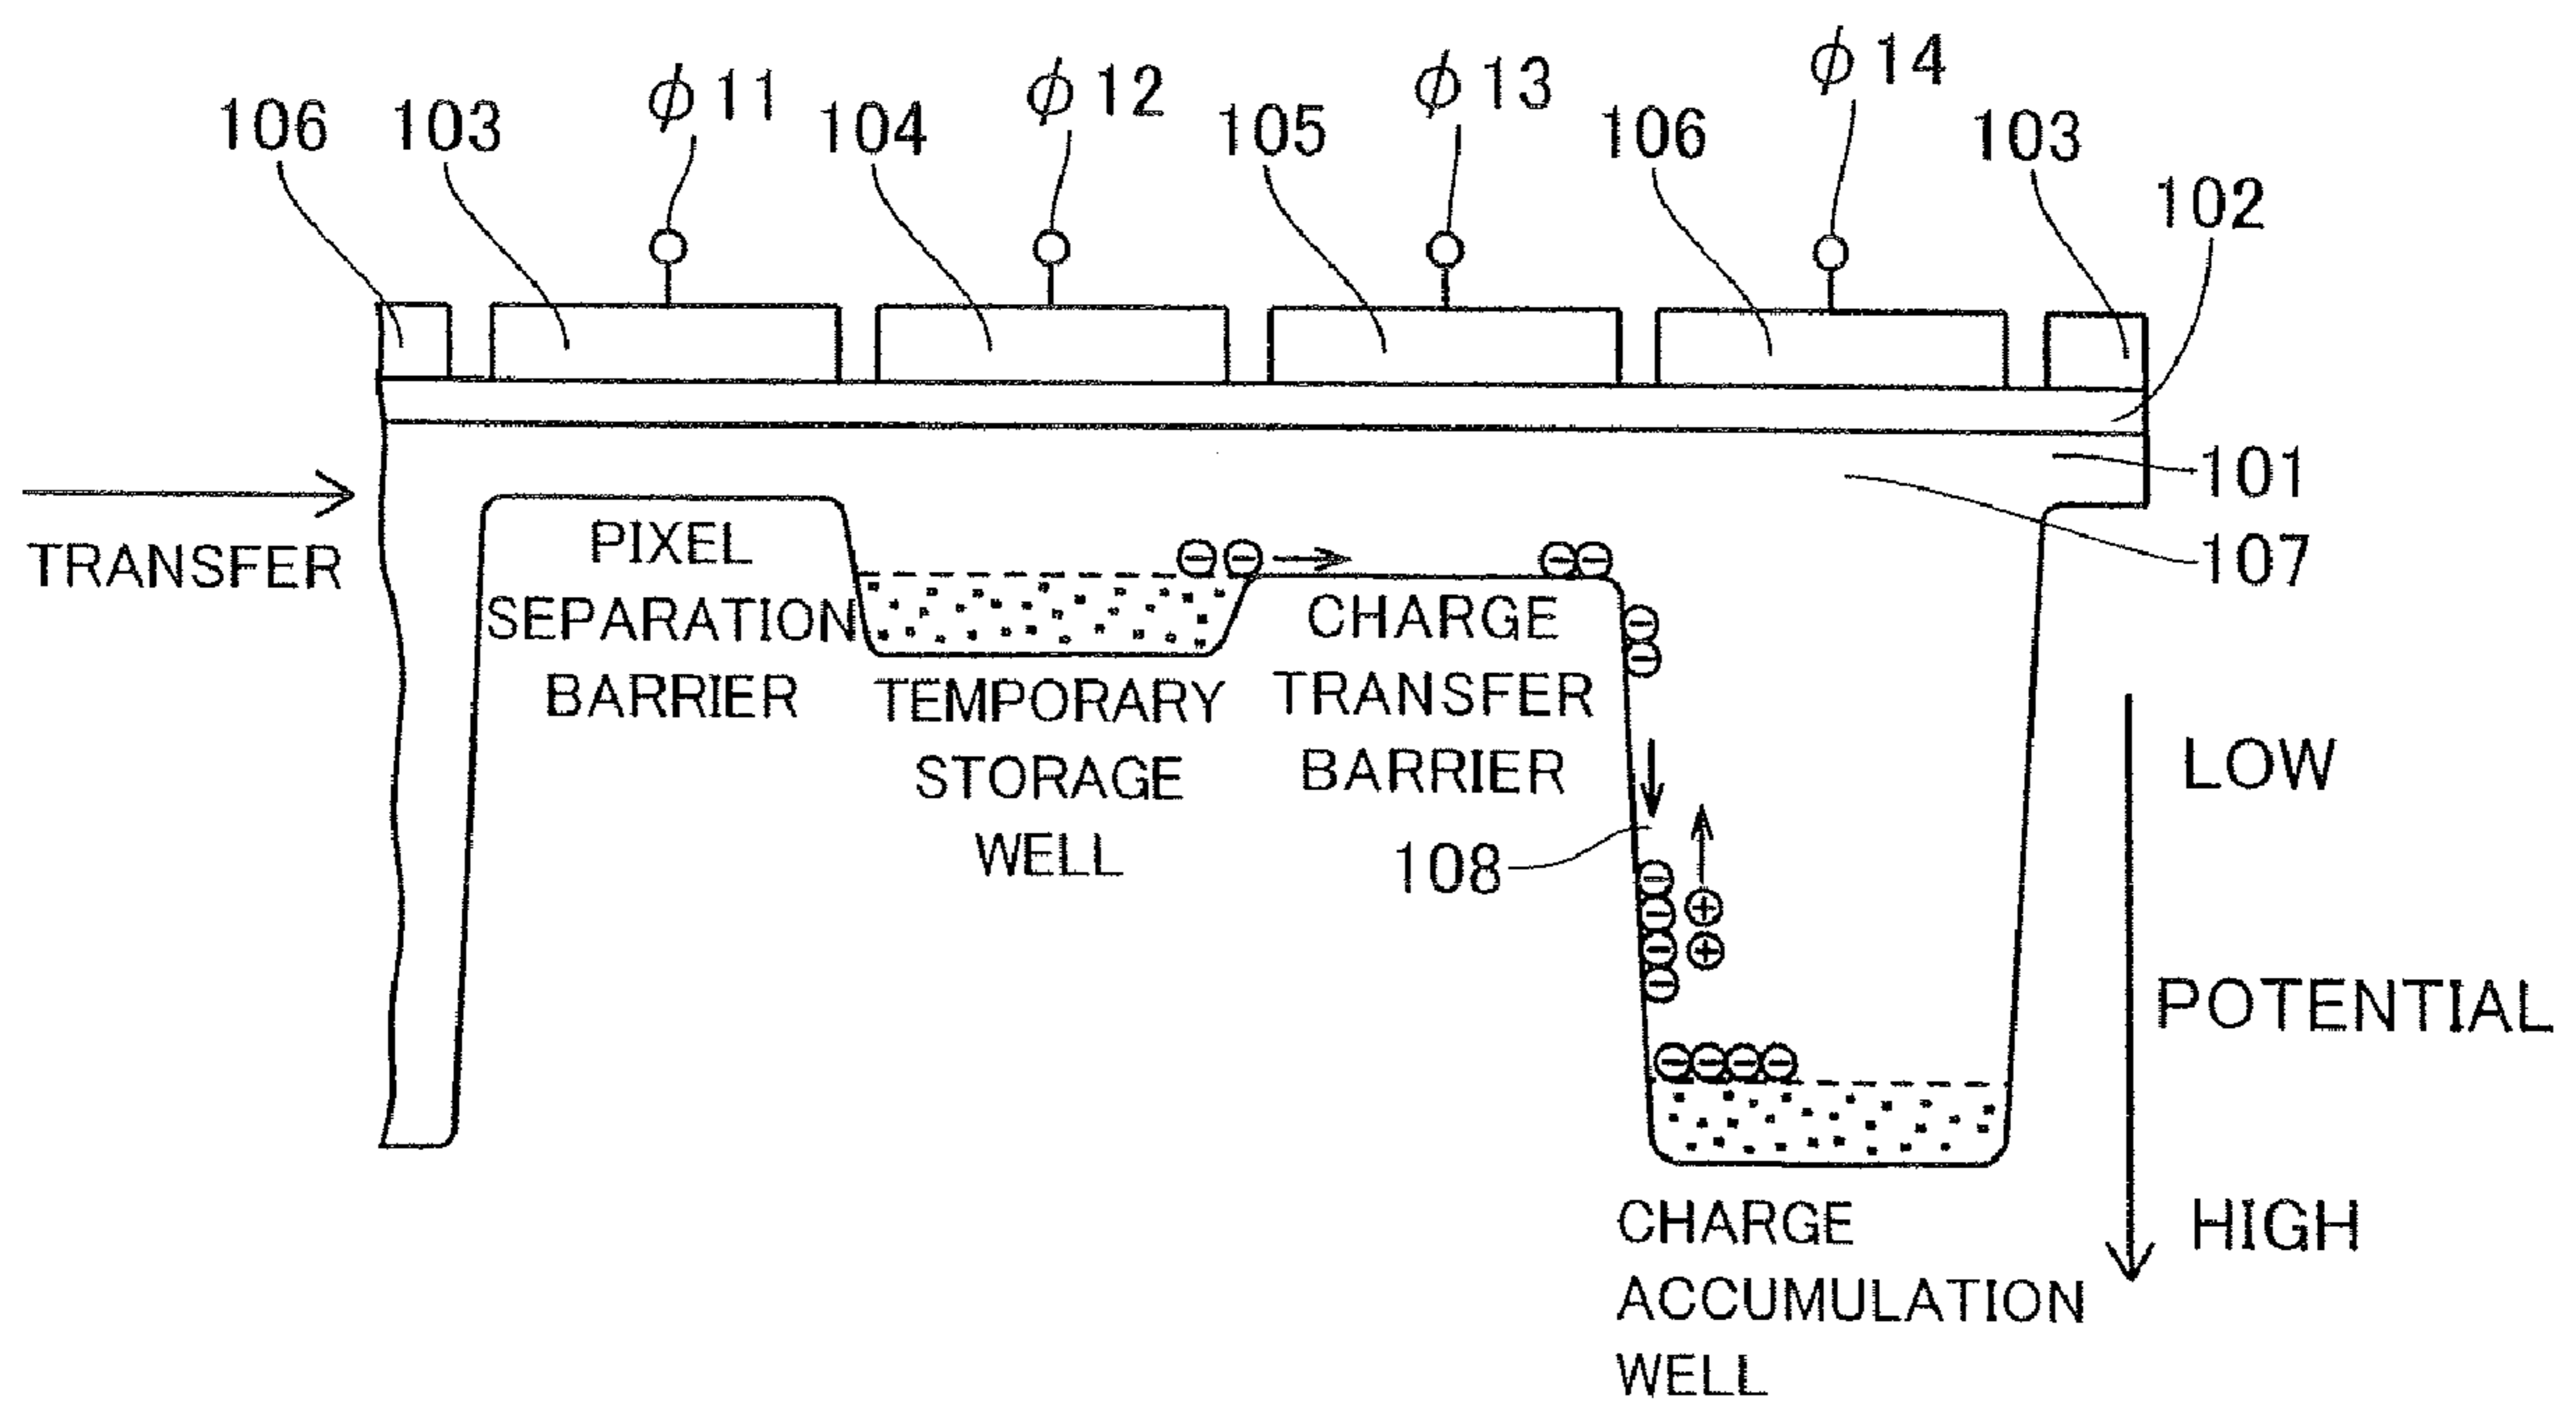 106 103 φ11 104 φ12 105 φ13 106 φ14 103 102
101
107
TRANSFER
PIXEL
SEPARATION
BARRIER
TEMPORARY
STORAGE
WELL
CHARGE
TRANSFER
BARRIER
108
LOW
POTENTIAL
HIGH
CHARGE
ACCUMULATION
WELL